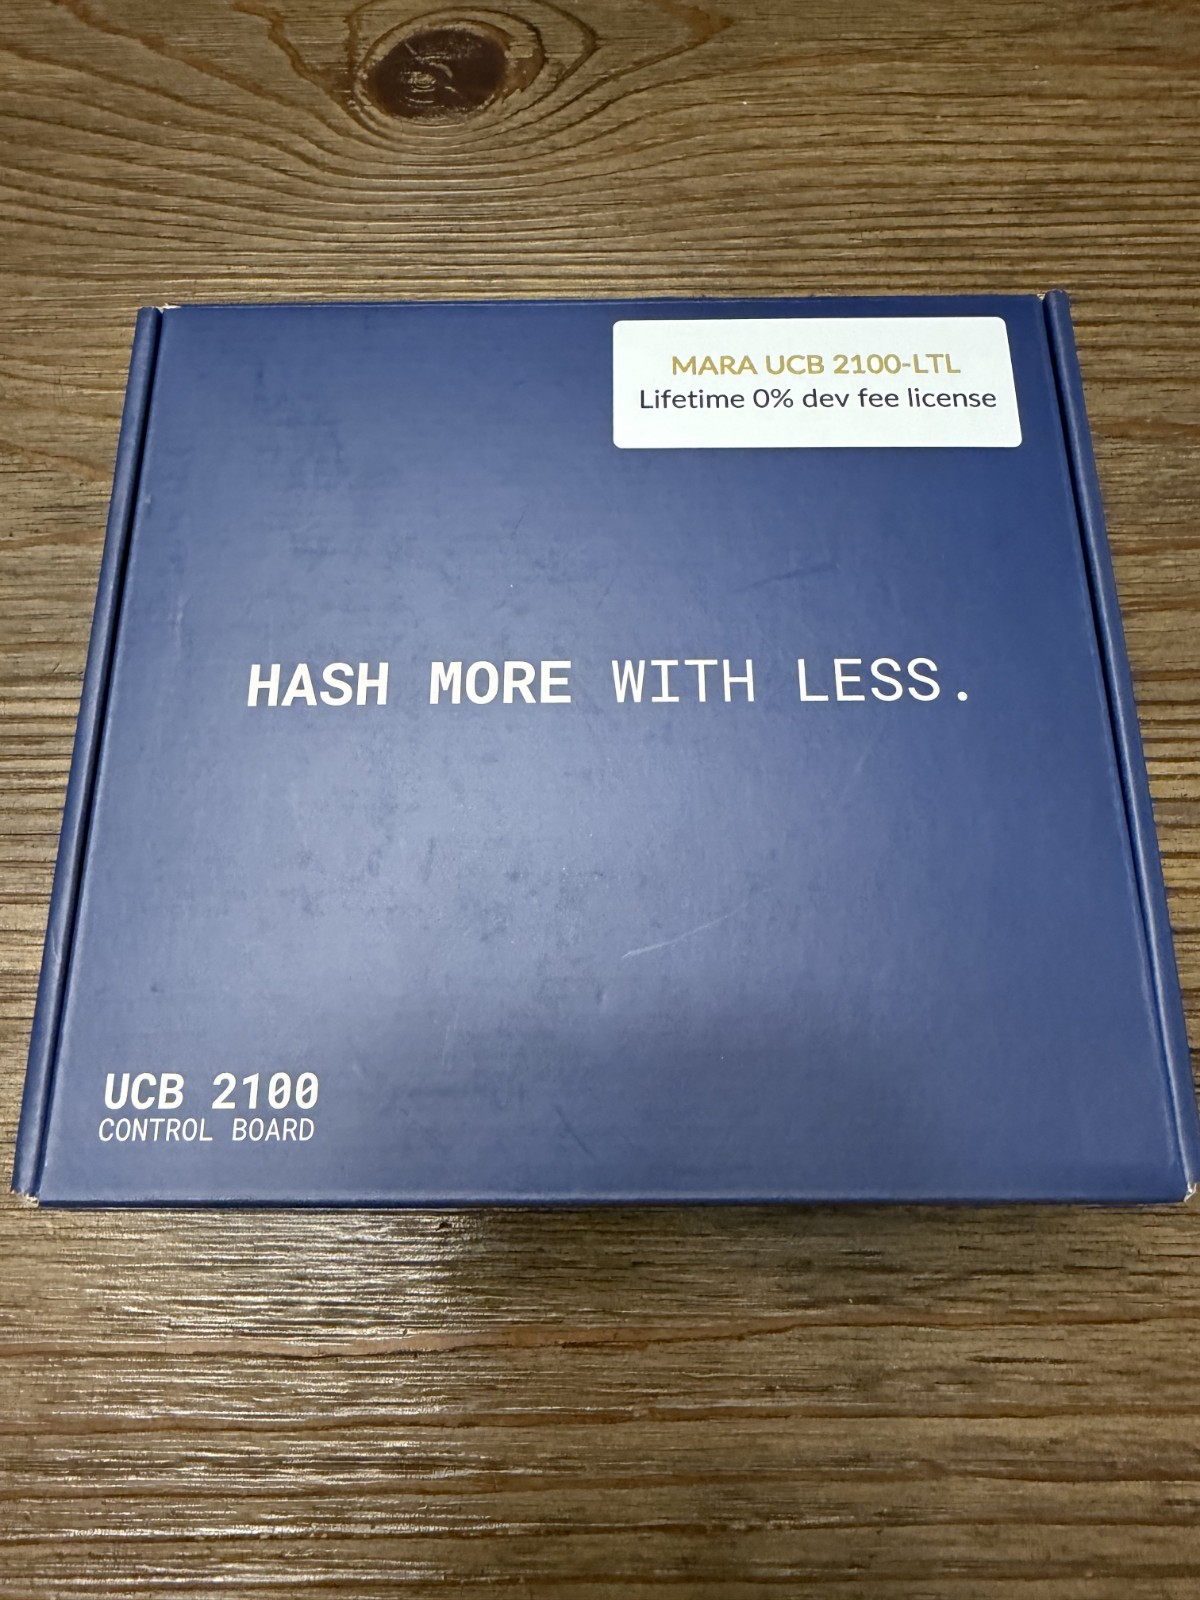 MARA UCB 2100-LTL
Lifetime 0% dev fee license
HASH MORE WITH LESS.
UCB 2100
CONTROL BOARD